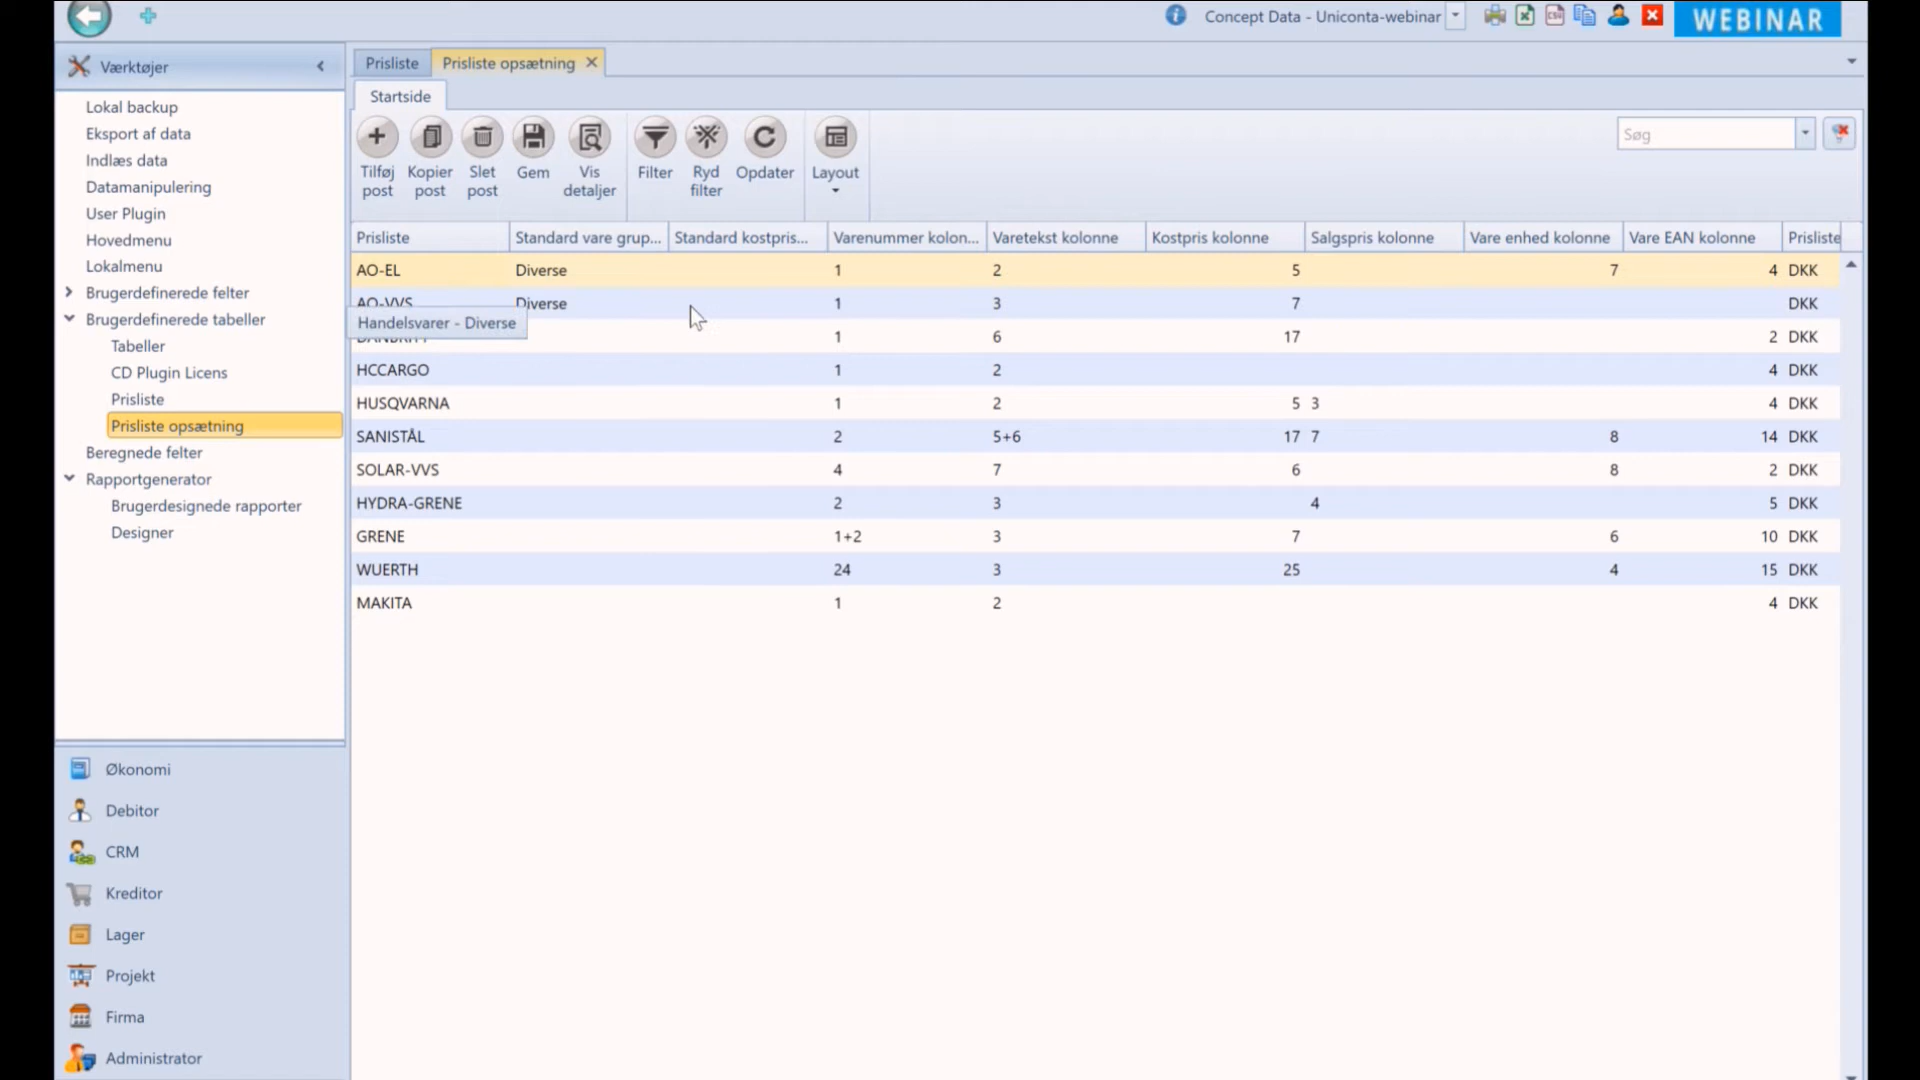 Concept Data - Uniconta-webinar
WEBINAR
Værktøjer
Lokal backup
Eksport af data
Indlæs data
Datamanipulering
User Plugin
Hovedmenu
Lokalmenu
Brugerdefinerede felter
Brugerdefinerede tabeller
Tabeller
CD Plugin Licens
Prisliste
Prisliste opsætning
Beregnede felter
Rapportgenerator
Brugerdesignede rapporter
Designer
Økonomi
Debitor
CRM
Kreditor
Lager
Projekt
Firma
Administrator
Prisliste Prisliste opsætning
Startside
Tilføj post
Kopier post
Slet post
Gem
Vis detaljer
Filter
Ryd filter
Opdater
Layout
Søg
Prisliste Standard vare grup... Standard kostpris... Varenummer kolon... Varetekst kolonne Kostpris kolonne Salgspris kolonne Vare enhed kolonne Vare EAN kolonne Prisliste
AO-EL Diverse 1 2 5 7 4 DKK
AO-VVS Diverse 1 3 7 DKK
Handelsvarer - Diverse
1 6 17 2 DKK
HCCARGO 1 2 4 DKK
HUSQVARNA 1 2 5 3 4 DKK
SANISTÅL 2 5+6 17 7 8 14 DKK
SOLAR-VVS 4 7 6 8 2 DKK
HYDRA-GRENE 2 3 4 5 DKK
GRENE 1+2 3 7 6 10 DKK
WUERTH 24 3 25 4 15 DKK
MAKITA 1 2 4 DKK